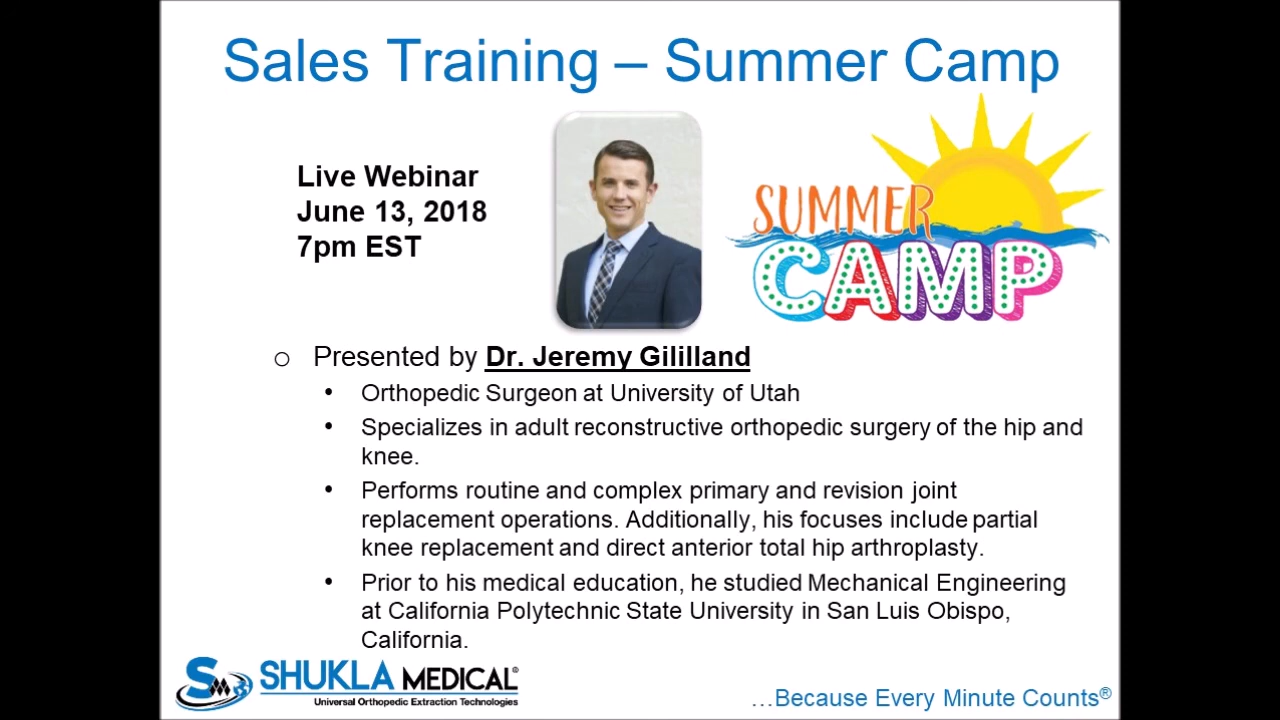 Sales Training – Summer Camp
Live Webinar
June 13, 2018
7pm EST
SUMMER
CAMP
o Presented by Dr. Jeremy Gililland
• Orthopedic Surgeon at University of Utah
• Specializes in adult reconstructive orthopedic surgery of the hip and
knee.
• Performs routine and complex primary and revision joint
replacement operations. Additionally, his focuses include partial
knee replacement and direct anterior total hip arthroplasty.
• Prior to his medical education, he studied Mechanical Engineering
at California Polytechnic State University in San Luis Obispo,
California.
SM SHUKLA MEDICAL®
Universal Orthopedic Extraction Technologies
…Because Every Minute Counts®